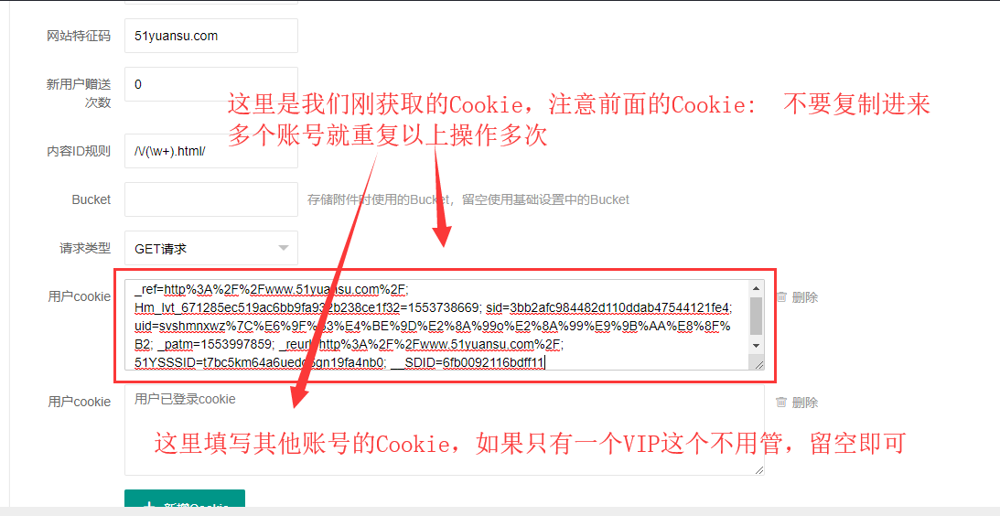 网站特征码 51yuansu.com
新用户赠送
次数 0
这里是我们刚获取的Cookie，注意前面的Cookie： 不要复制进来
多个账号就重复以上操作多次
内容ID规则 /\/(\w+).html/
Bucket 存储附件时使用的Bucket，留空使用基础设置中的Bucket
请求类型 GET请求
用户cookie
_ref=http%3A%2F%2Fwww.51yuansu.com%2F;
Hm_lvt_671285ec519ac6bb9fa932b238ce1f32=1553738669; sid=3bb2afc984482d110ddab47544121fe4;
uid=svshmnxwz%7C%E6%9F% 3%E4%BE%9D%E2%8A%99o%E2%8A%99%E9%9B%AA%E8%8F%
B2; _patm=1553997859; _reurl http%3A%2F%2Fwww.51yuansu.com%2F;
51YSSSID=t7bc5km64a6ued gn19fa4nb0; __SDID=6fb0092116bdff11
删除
用户cookie 用户已登录cookie
删除
这里填写其他账号的Cookie，如果只有一个VIP这个不用管，留空即可
新增Cookie